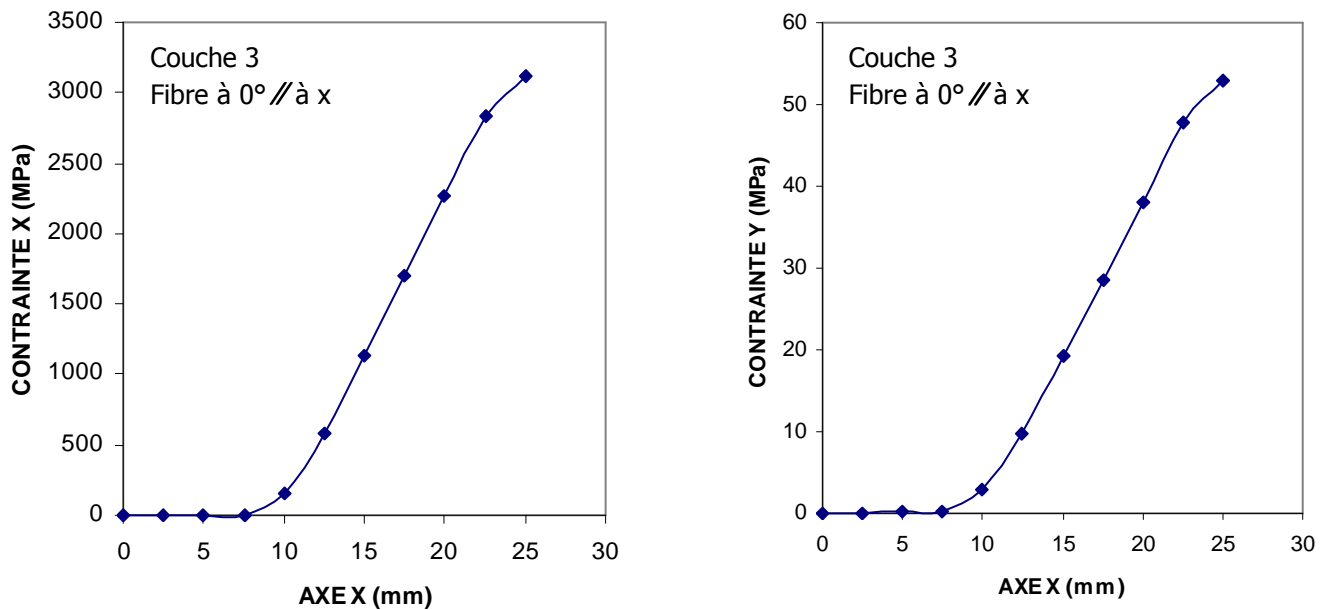 3500
3000
2500
2000
1500
1000
500
0
CONTRAINTE X (MPa)
Couche 3
Fibre à 0° // à x
0 5 10 15 20 25 30
AXE X (mm)
60
50
40
30
20
10
0
CONTRAINTE Y (MPa)
Couche 3
Fibre à 0° // à x
0 5 10 15 20 25 30
AXE X (mm)